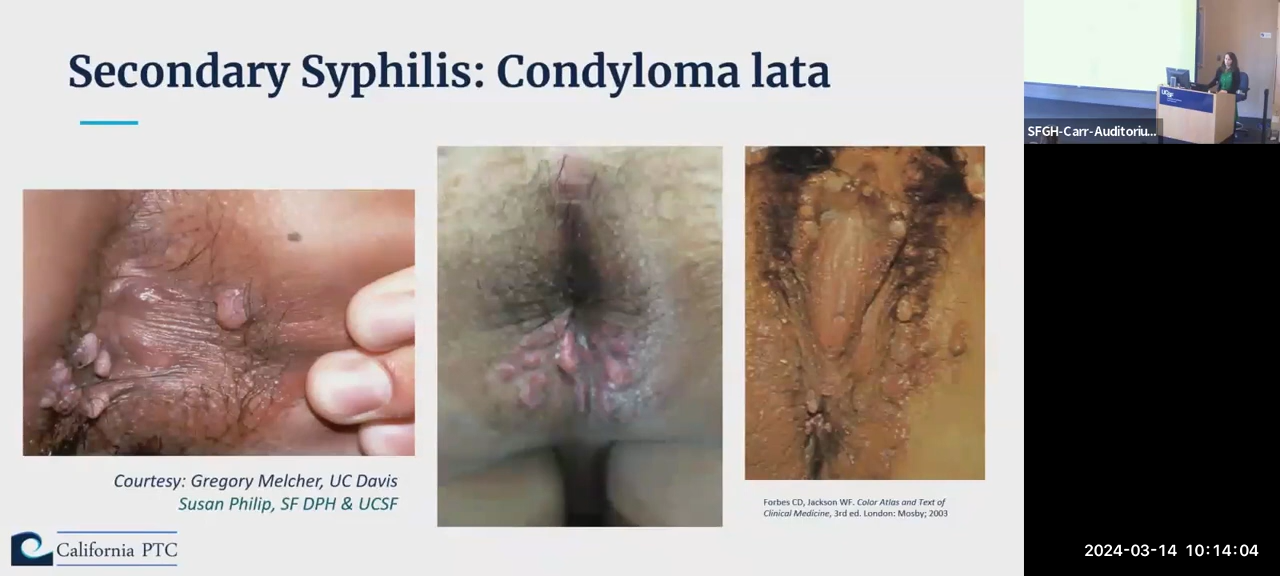 Secondary Syphilis: Condyloma lata
Courtesy: Gregory Melcher, UC Davis
Susan Philip, SF DPH & UCSF
Forbes CD, Jackson WF. Color Atlas and Text of
Clinical Medicine, 3rd ed. London: Mosby; 2003
California PTC
UCSF
SFGH-Carr-Auditoriu...
2024-03-14 10:14:04